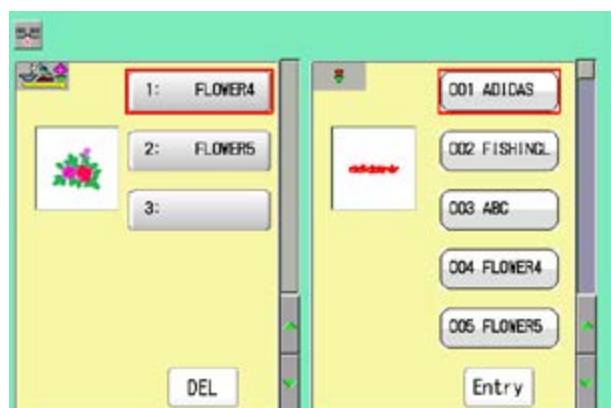 1: FLOWER4
2: FLOWER5
3:
DEL
001 ADIDAS
002 FISHINGL
003 ABC
004 FLOWER4
005 FLOWER5
Entry